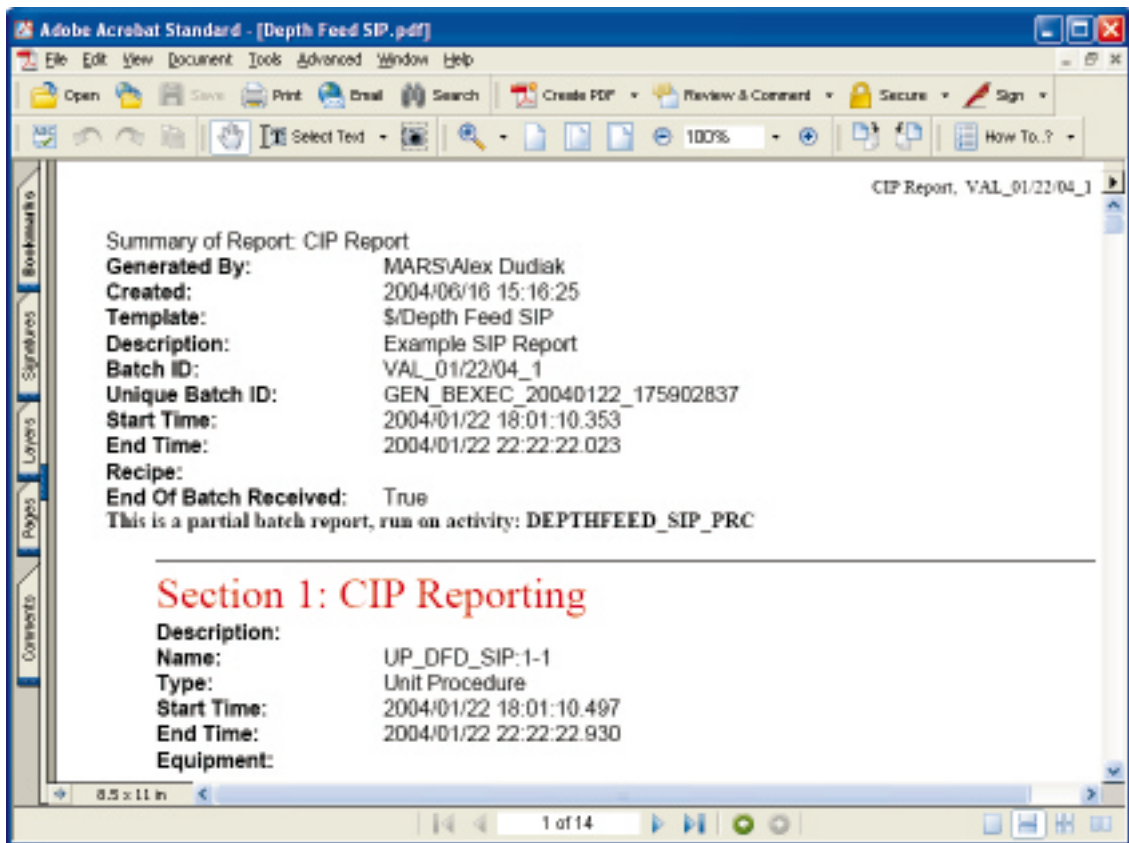 Adobe Acrobat Standard - [Depth Feed SIP.pdf]
File Edit View Document Tools Advanced Window Help
Open Save Print Email Search Create PDF Review & Comment Secure Sign
Select Text 100% How To..?
CIP Report, VAL_01/22/04_1
Bookmarks
Signatures
Layers
Pages
Comments
Summary of Report: CIP Report
Generated By: MARS\Alex Dudiak
Created: 2004/06/16 15:16:25
Template: $/Depth Feed SIP
Description: Example SIP Report
Batch ID: VAL_01/22/04_1
Unique Batch ID: GEN_BEXEC_20040122_175902837
Start Time: 2004/01/22 18:01:10.353
End Time: 2004/01/22 22:22:22.023
Recipe:
End Of Batch Received: True
This is a partial batch report, run on activity: DEPTHFEED_SIP_PRC
Section 1: CIP Reporting
Description:
Name: UP_DFD_SIP:1-1
Type: Unit Procedure
Start Time: 2004/01/22 18:01:10.497
End Time: 2004/01/22 22:22:22.930
Equipment:
8.5 x 11 in
1 of 14